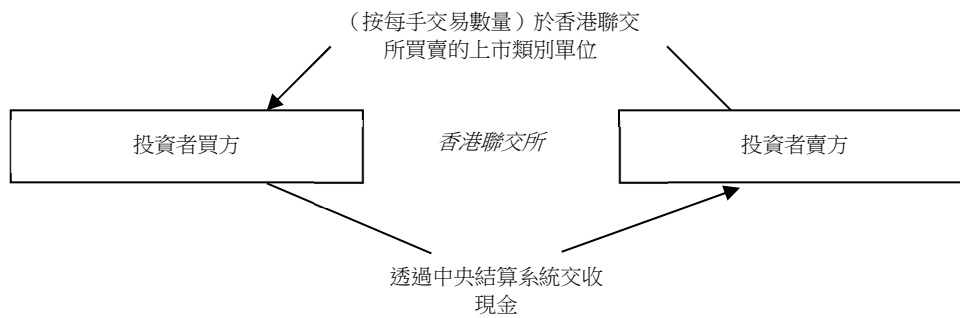 （按每手交易數量）於香港聯交
所買賣的上市類別單位
投資者買方
香港聯交所
投資者賣方
透過中央結算系統交收
現金